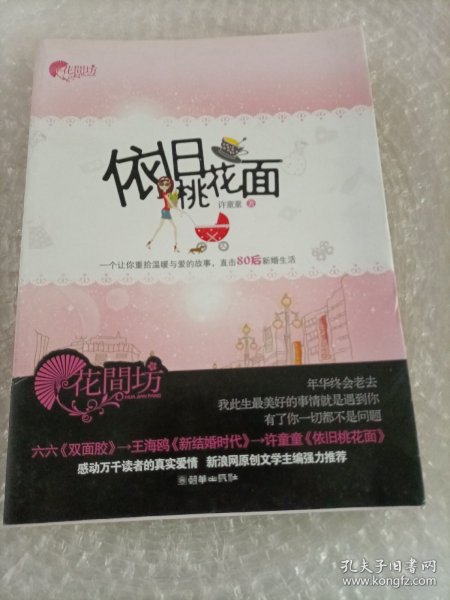 花間坊
依旧桃花面
许童童 著
一个让你重拾温暖与爱的故事，直击80后新婚生活
花間坊
HUA JIAN FANG
年华终会老去
我此生最美好的事情就是遇到你
有了你一切都不是问题
六六《双面胶》→王海鸥《新结婚时代》→许童童《依旧桃花面》
感动万千读者的真实爱情 新浪网原创文学主编强力推荐
朝华出版社
孔夫子旧书网
www.kongfz.com